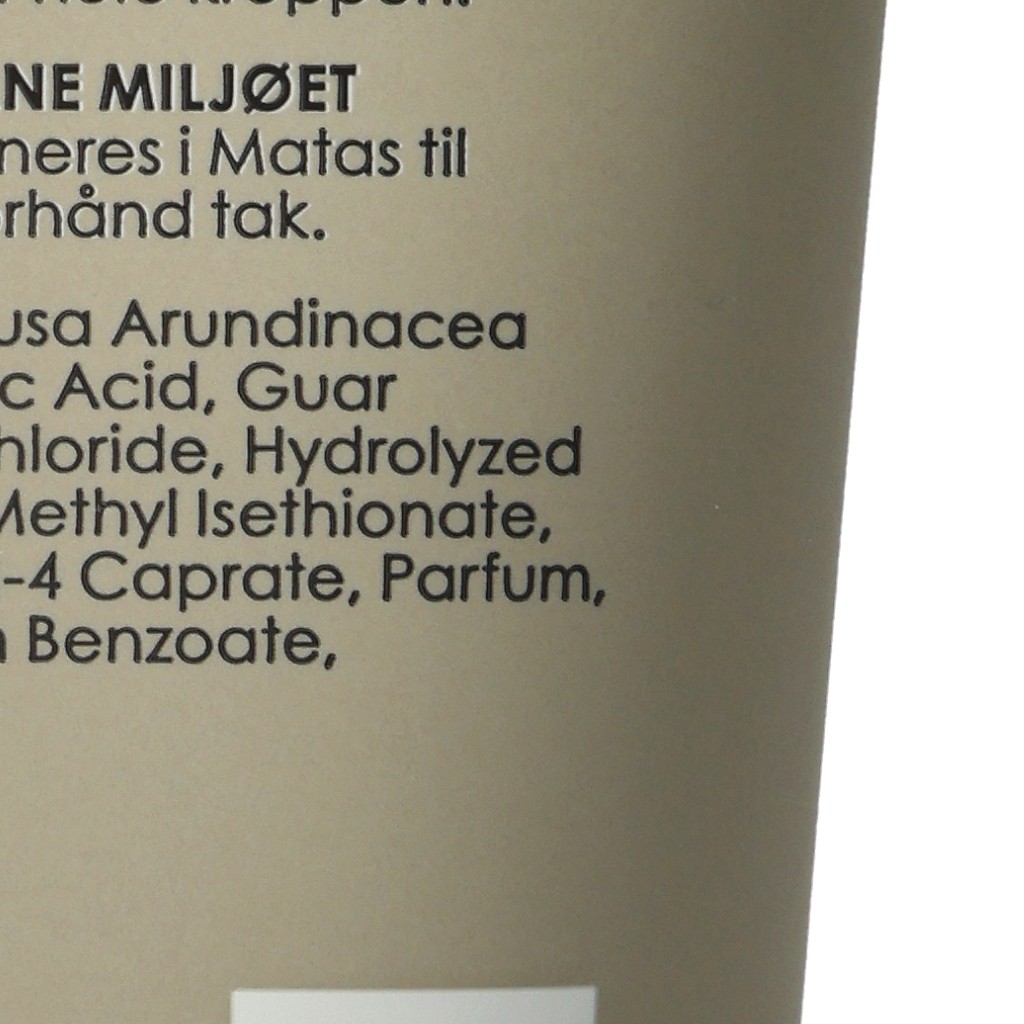 NE MILJØET
neres i Matas til
rhånd tak.
usa Arundinacea
c Acid, Guar
hloride, Hydrolyzed
Methyl Isethionate,
-4 Caprate, Parfum,
Benzoate,